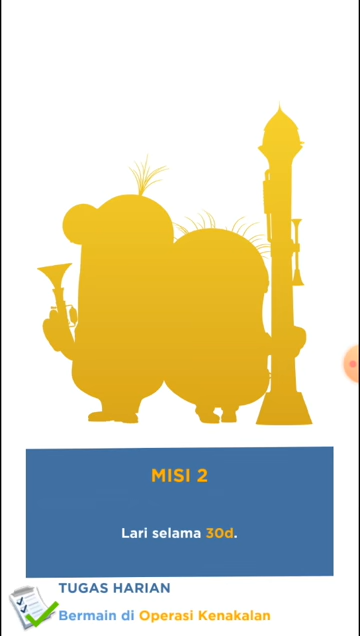 MISI 2
Lari selama 30d.
TUGAS HARIAN
Bermain di Operasi Kenakalan